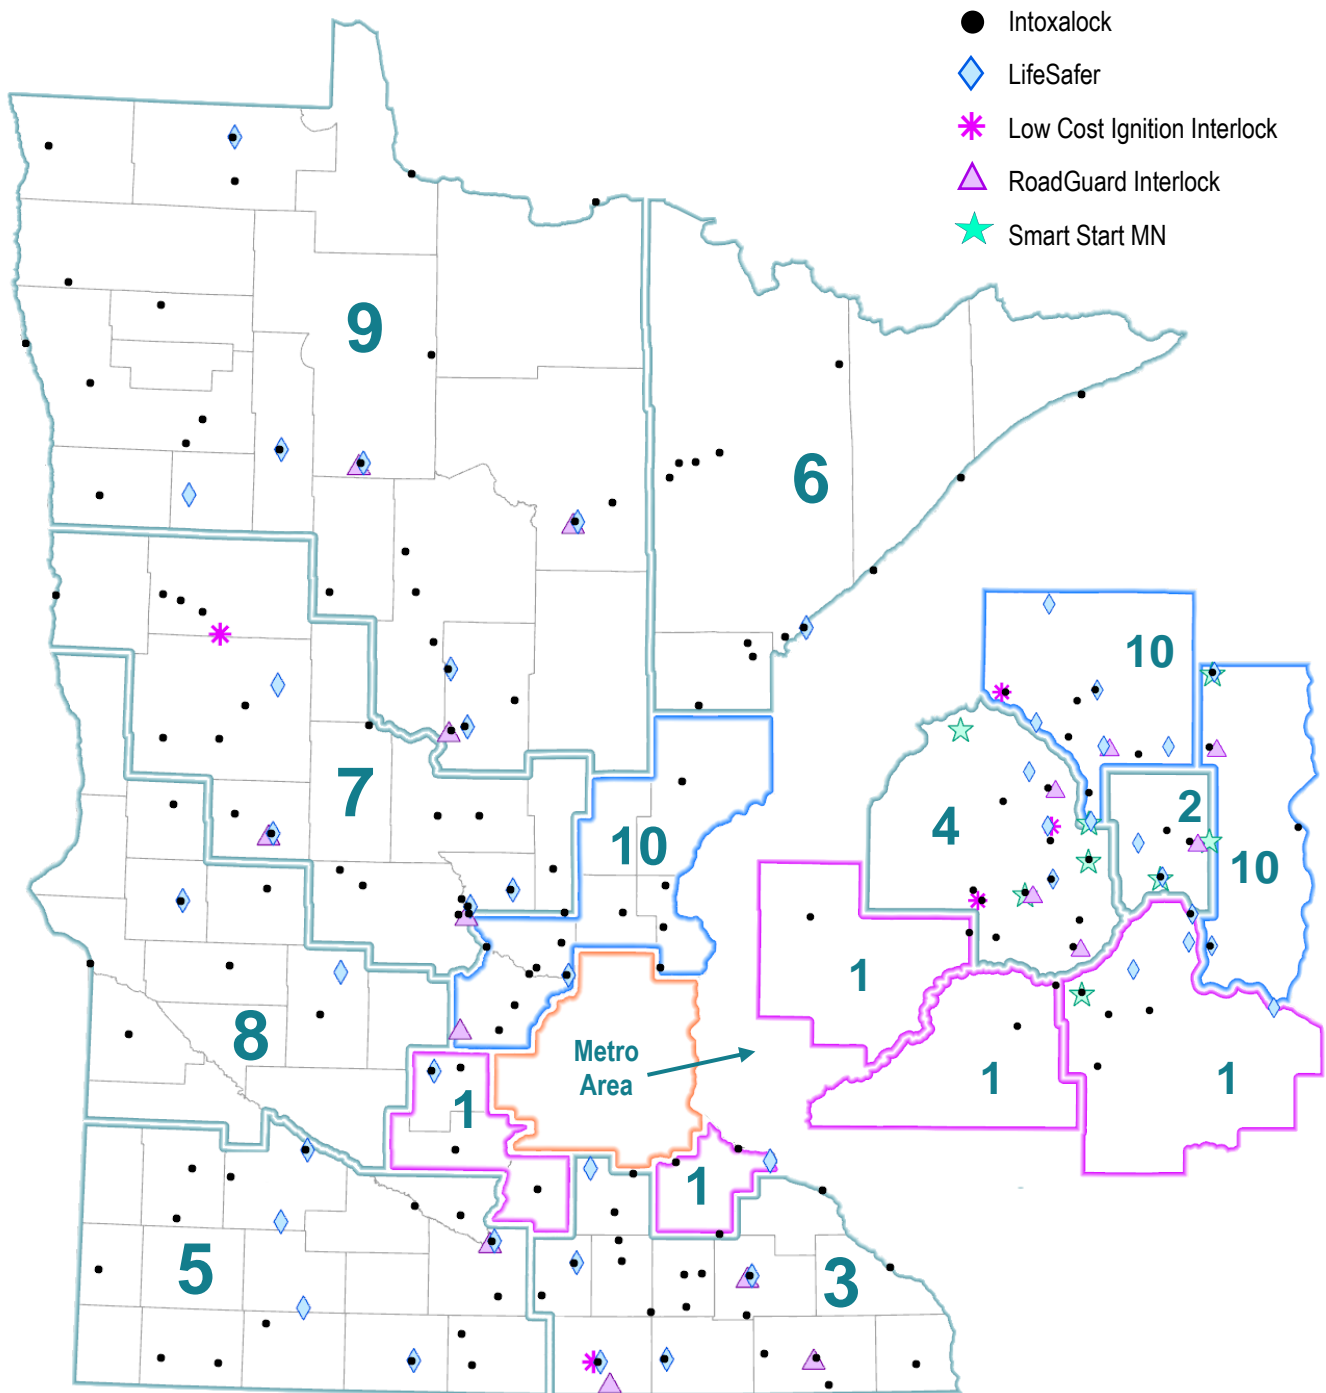 Intoxalock
LifeSafer
Low Cost Ignition Interlock
RoadGuard Interlock
Smart Start MN
9
6
10
2
4
10
7
10
1
8
Metro
Area
1
1
1
1
5
3